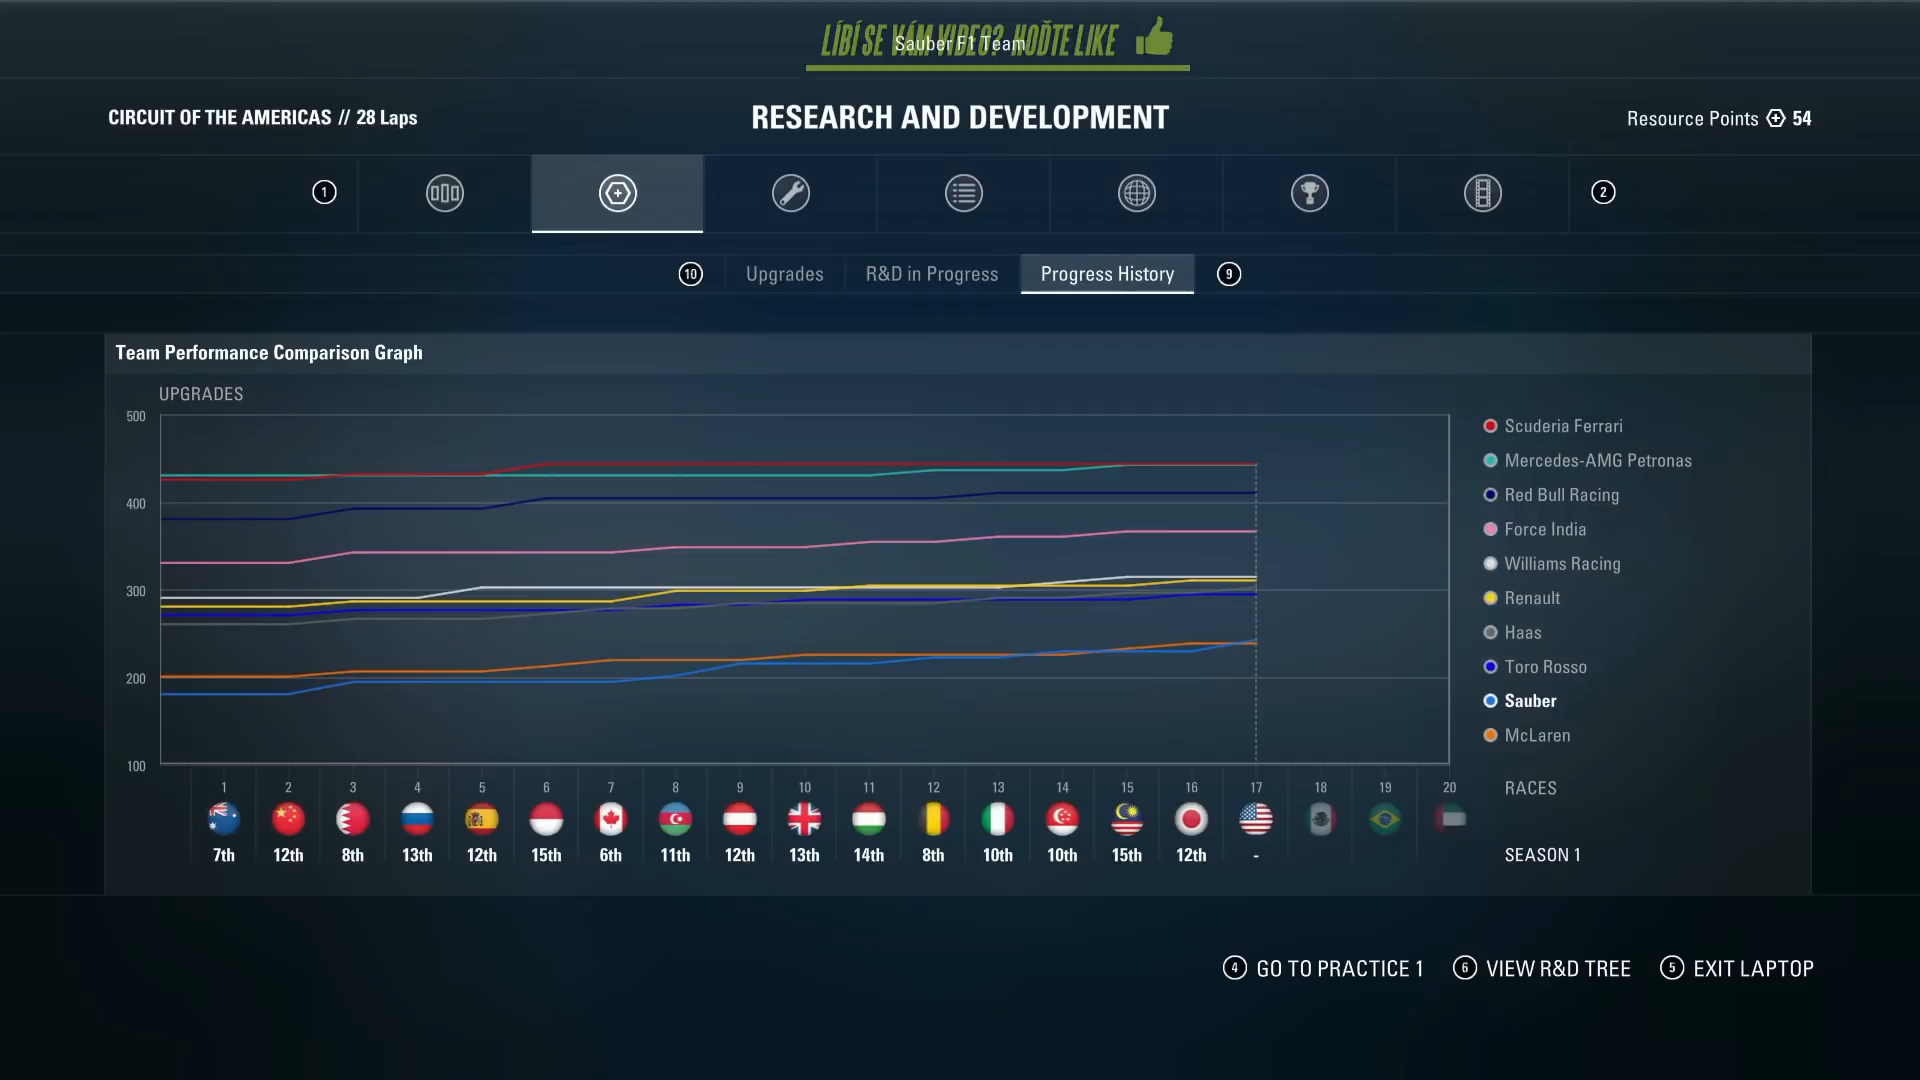 LÍBÍ SE VÁM VIDEO? HOĎTE LIKE
Sauber F1 Team
CIRCUIT OF THE AMERICAS // 28 Laps
RESEARCH AND DEVELOPMENT
Resource Points 54
1
2
10 Upgrades R&D in Progress Progress History 9
Team Performance Comparison Graph
UPGRADES
500
400
300
200
100
Scuderia Ferrari
Mercedes-AMG Petronas
Red Bull Racing
Force India
Williams Racing
Renault
Haas
Toro Rosso
Sauber
McLaren
1 2 3 4 5 6 7 8 9 10 11 12 13 14 15 16 17 18 19 20 RACES
7th 12th 8th 13th 12th 15th 6th 11th 12th 13th 14th 8th 10th 10th 15th 12th - SEASON 1
4 GO TO PRACTICE 1 6 VIEW R&D TREE 5 EXIT LAPTOP